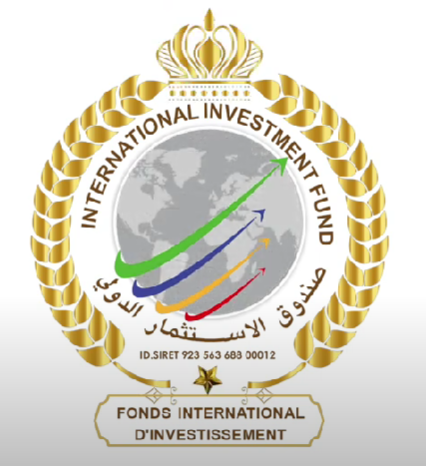 INTERNATIONAL INVESTMENT FUND
صندوق الاستثمار الدولي
ID.SIRET 923 563 688 00012
FONDS INTERNATIONAL
D'INVESTISSEMENT